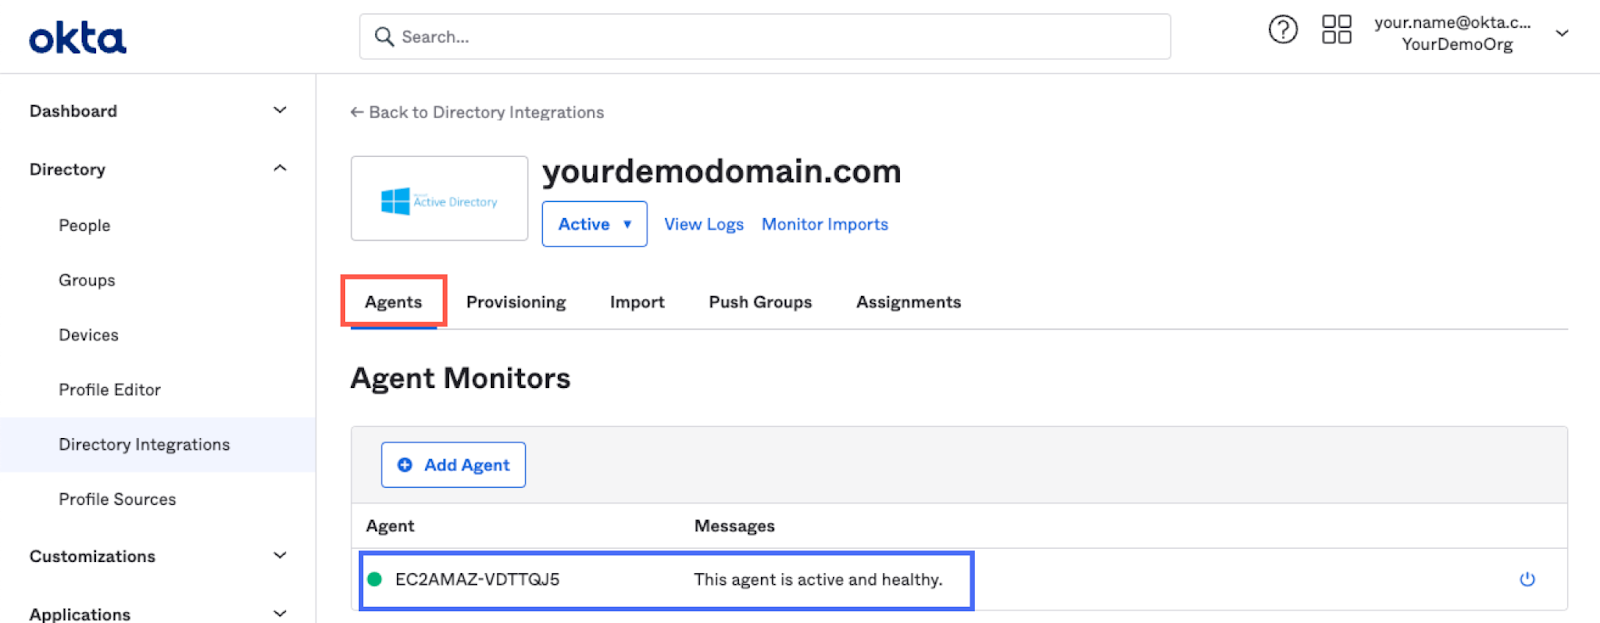 okta
Search...
your.name@okta.c...
YourDemoOrg
Dashboard
Directory
People
Groups
Devices
Profile Editor
Directory Integrations
Profile Sources
Customizations
Applications
← Back to Directory Integrations
Active Directory
yourdemodomain.com
Active ▼ View Logs Monitor Imports
Agents Provisioning Import Push Groups Assignments
Agent Monitors
Add Agent
Agent Messages
EC2AMAZ-VDTTQJ5 This agent is active and healthy.